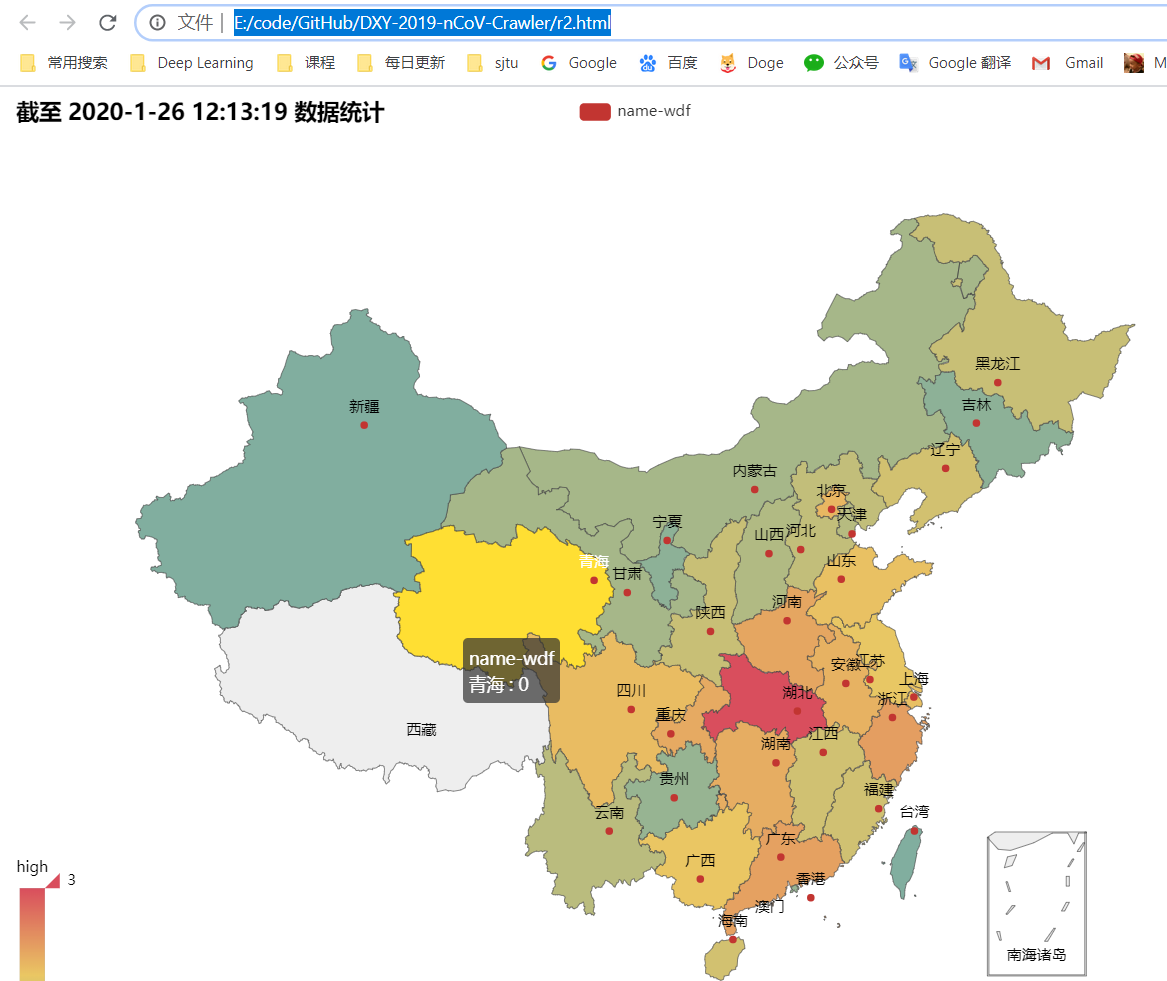 文件 | E:/code/GitHub/DXY-2019-nCoV-Crawler/r2.html
常用搜索 Deep Learning 课程 每日更新 sjtu Google 百度 Doge 公众号 Google 翻译 Gmail M
截至 2020-1-26 12:13:19 数据统计
name-wdf
黑龙江
新疆
吉林
辽宁
内蒙古
北京
天津
宁夏
山西
河北
青海
甘肃
山东
河南
陕西
name-wdf
青海 : 0
安徽
江苏
上海
四川
湖北
浙江
重庆
西藏
江西
湖南
贵州
福建
云南
台湾
广东
广西
high
3
香港
澳门
海南
南海诸岛